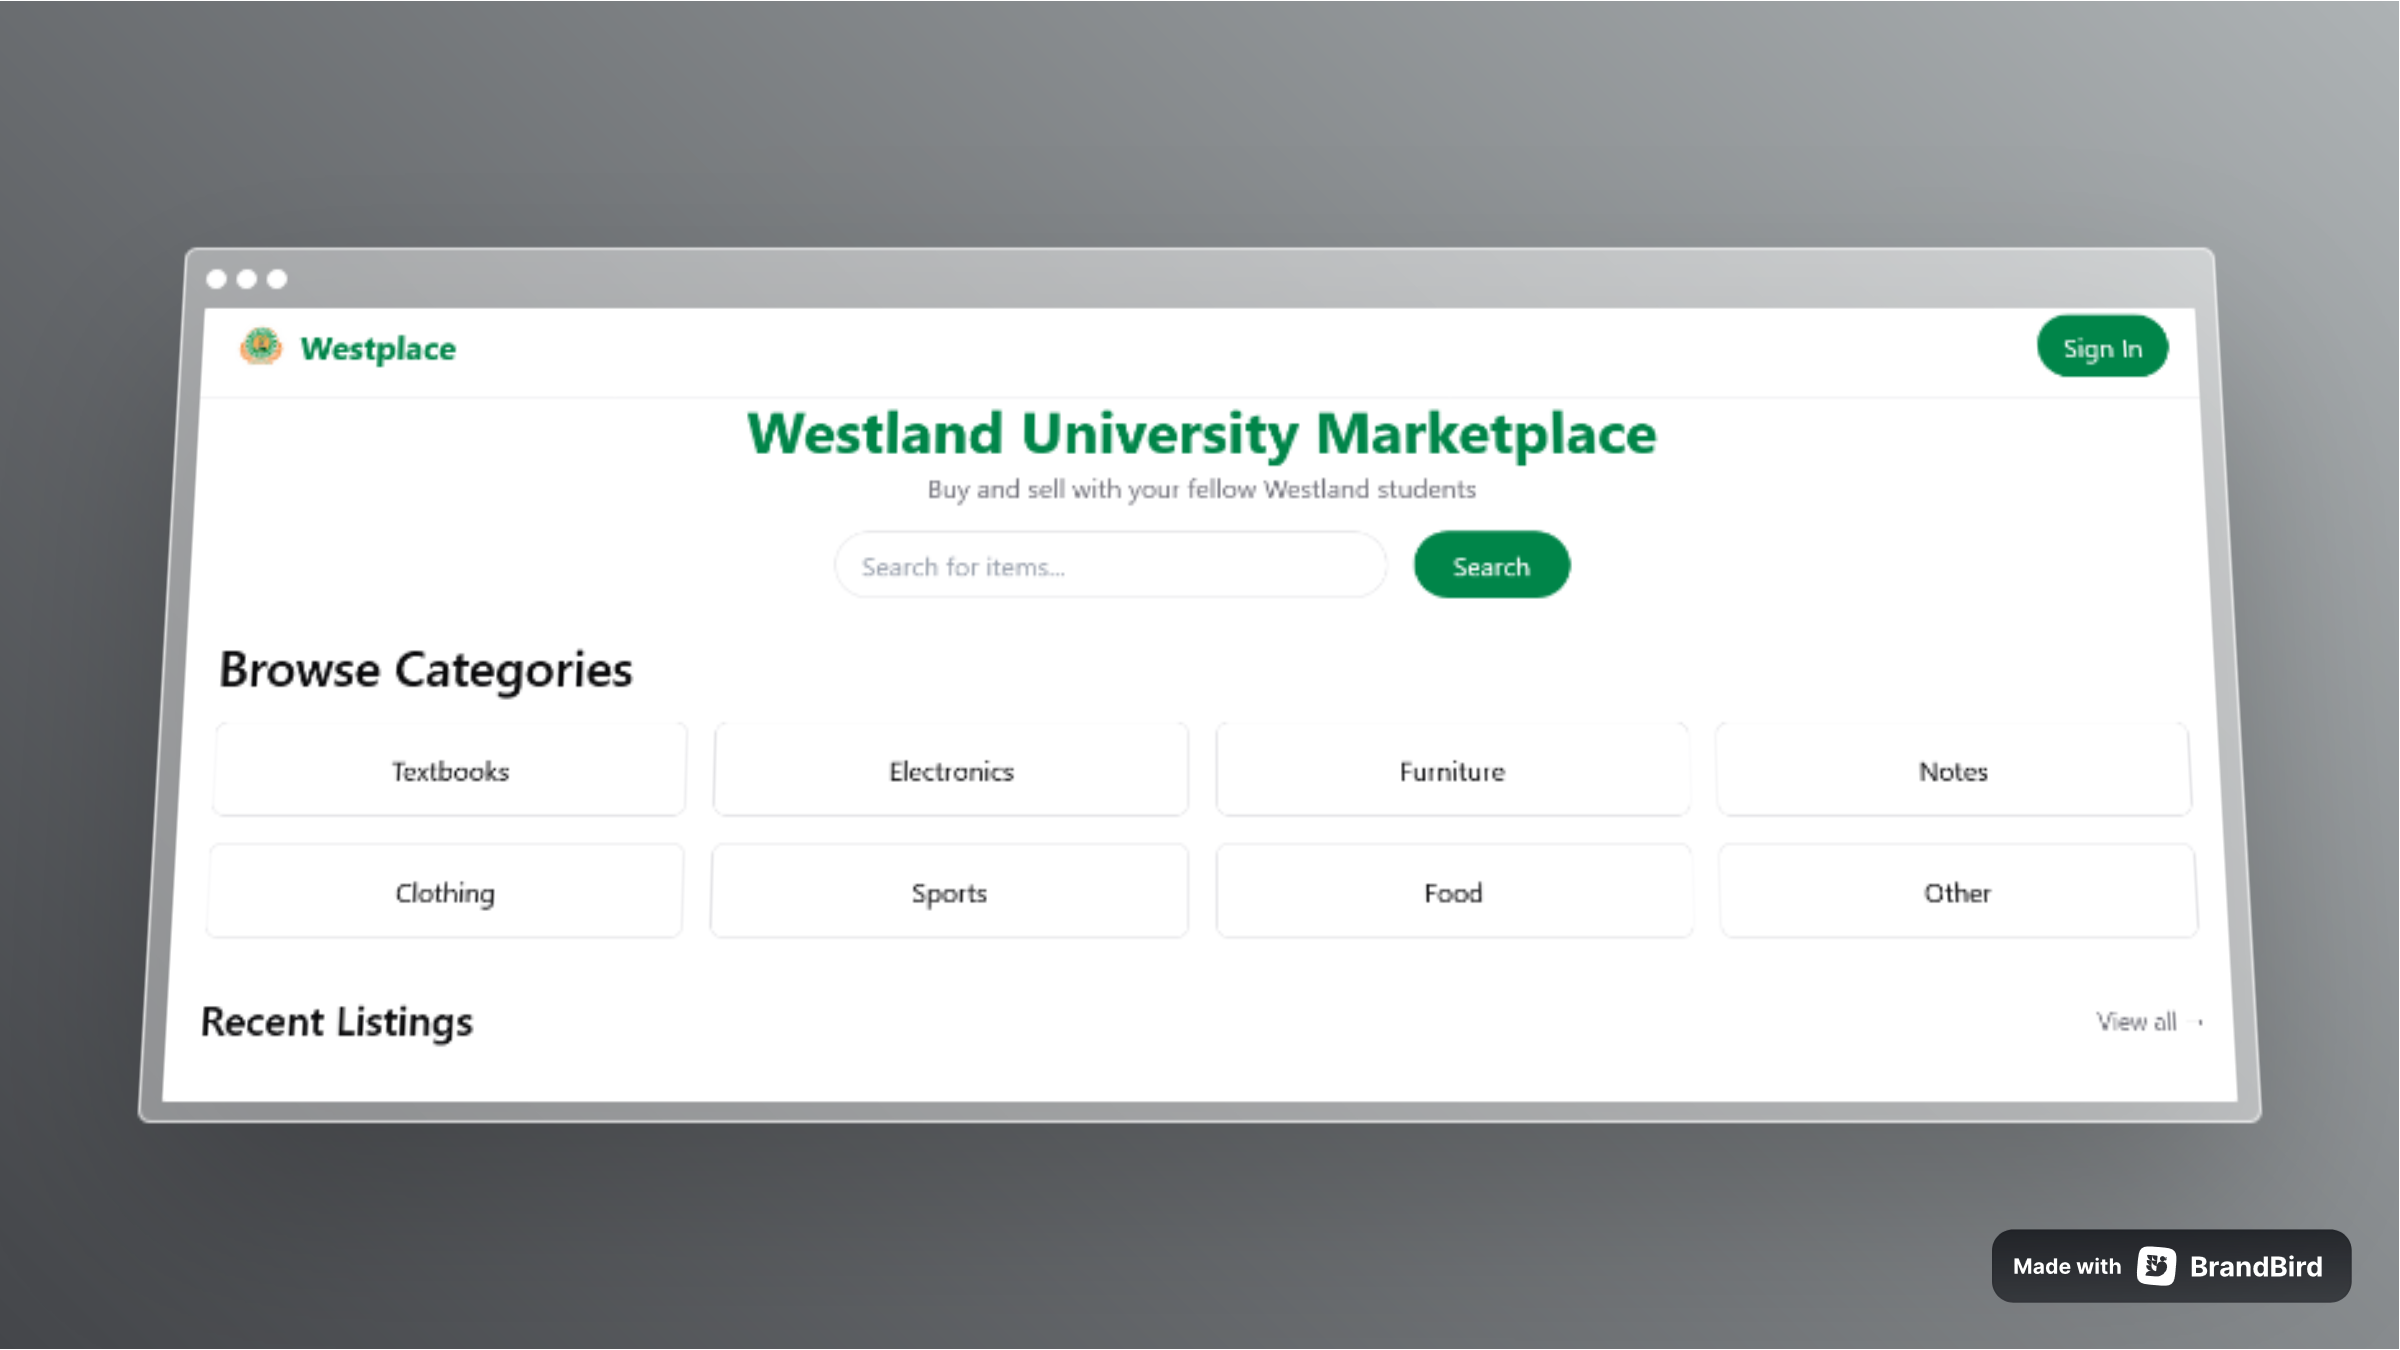 Westplace
Sign In
Westland University Marketplace
Buy and sell with your fellow Westland students
Search for items...
Search
Browse Categories
Textbooks
Electronics
Furniture
Notes
Clothing
Sports
Food
Other
Recent Listings
View all →
Made with BrandBird